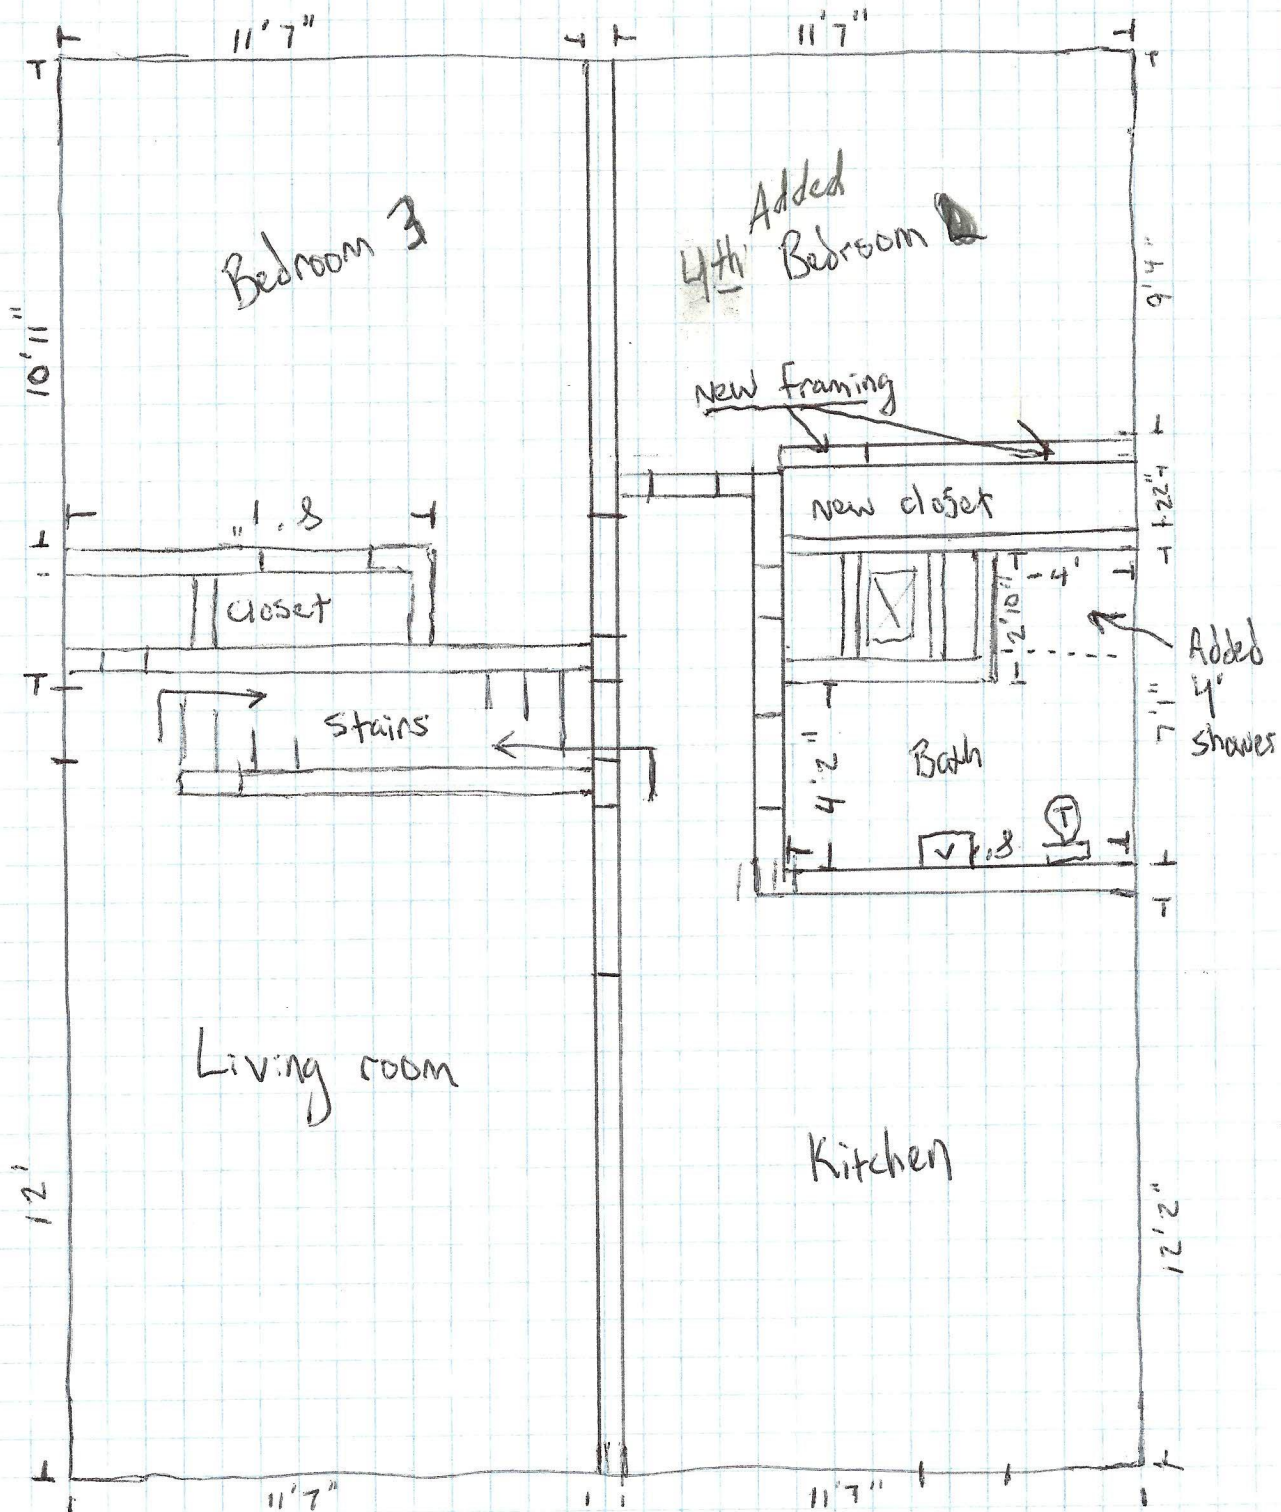 11'7"
11'7"
Added
4th Bedroom
Bedroom 3
9'4"
10'11"
New framing
22"
New closet
8'1"
closet
4'
2'10"
Added
4'
shower
7'1"
stairs
4'2"
Bath
V
8'
T
Living room
Kitchen
12'
12'2"
11'7"
11'7"